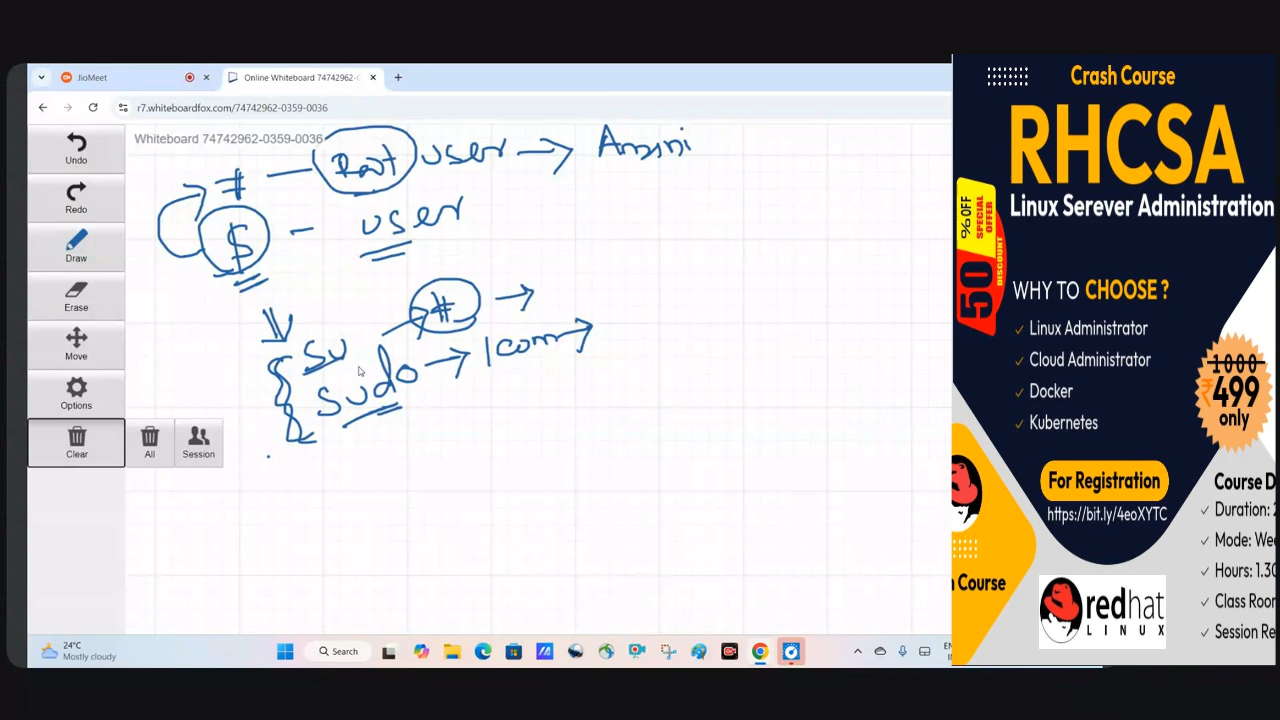 JioMeet
Online Whiteboard 74742962-0
r7.whiteboardfox.com/74742962-0359-0036
Whiteboard 74742962-0359-0036
Undo
Redo
Draw
Erase
Move
Options
Clear
All
Session
# — Root user →
$ – user
su → # →
sudo → 1com →
24°C
Mostly cloudy
Search
Crash Course
RHCSA
Linux Serever Administration
50 %OFF
SPECIAL OFFER
DISCOUNT
WHY TO CHOOSE ?
✓ Linux Administrator
✓ Cloud Administrator
✓ Docker
✓ Kubernetes
1000
₹499
only
For Registration
https://bit.ly/4eoXYTC
Course D
✓ Duration:
✓ Mode: We
✓ Hours: 1.30
✓ Class Roor
✓ Session Re
n Course
redhat
LINUX